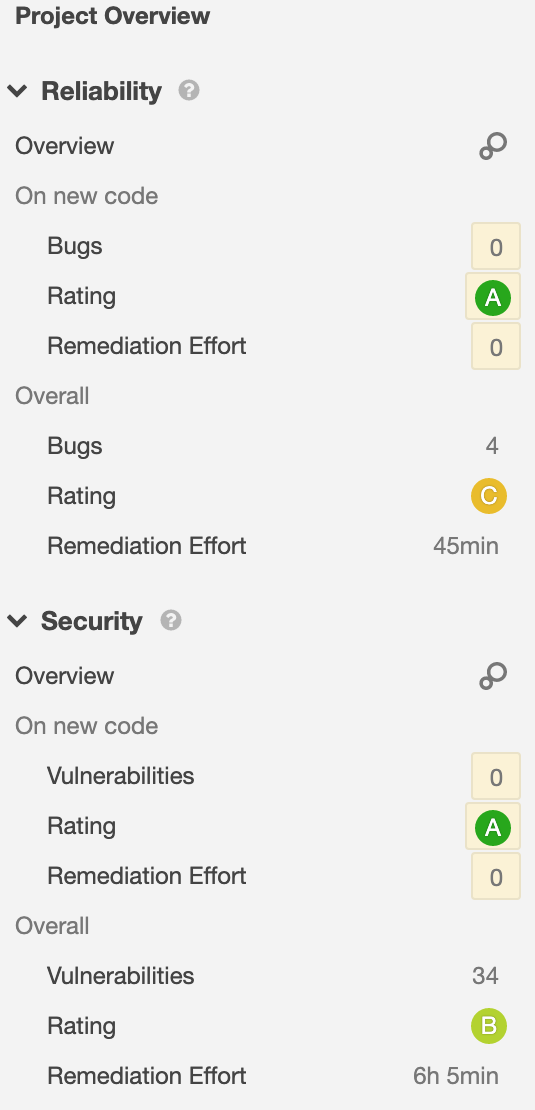 Project Overview
Reliability ?
Overview
On new code
Bugs 0
Rating A
Remediation Effort 0
Overall
Bugs 4
Rating C
Remediation Effort 45min
Security ?
Overview
On new code
Vulnerabilities 0
Rating A
Remediation Effort 0
Overall
Vulnerabilities 34
Rating B
Remediation Effort 6h 5min